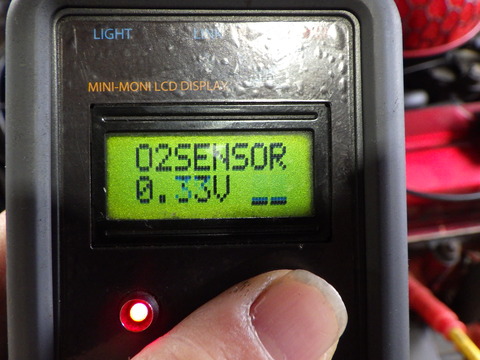 LIGHT
MINI-MONI LCD DISPLAY
O2SENSOR
0.33V